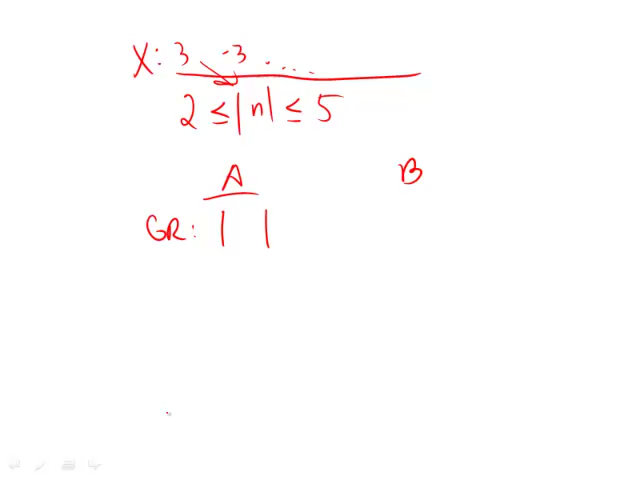 X: 3 -3 ....
2 ≤ |n| ≤ 5
A B
GR: | |